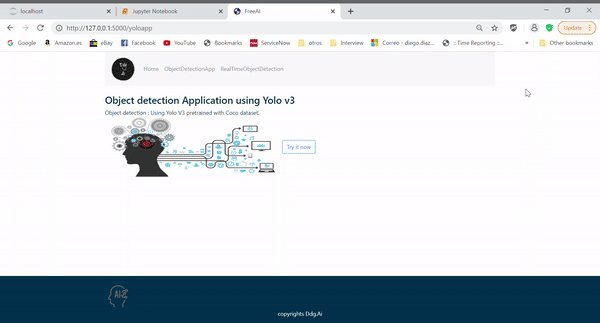 localhost
Jupyter Notebook
FreeAI
http://127.0.0.1:5000/yoloapp
Update
Google
Amazon.es
eBay
Facebook
YouTube
Bookmarks
ServiceNow
otros
Interview
Correo - diego.diaz...
:: Time Reporting ::...
»
Other bookmarks
Home
ObjectDetectionApp
RealTimeObjectDetection
Object detection Application using Yolo v3
Object detection : Using Yolo V3 pretrained with Coco dataset.
Try it now
copyrights Ddg.Ai